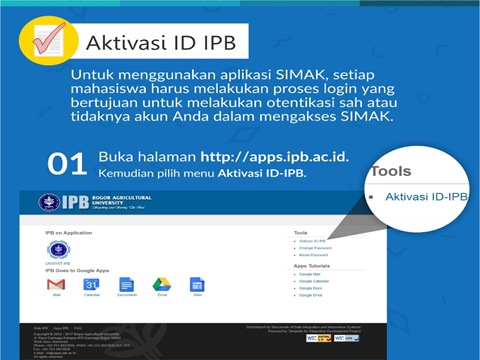 Aktivasi ID IPB
Untuk menggunakan aplikasi SIMAK, setiap
mahasiswa harus melakukan proses login yang
bertujuan untuk melakukan otentikasi sah atau
tidaknya akun Anda dalam mengakses SIMAK.
01 Buka halaman http://apps.ipb.ac.id.
Kemudian pilih menu Aktivasi ID-IPB.
Tools
Aktivasi ID-IPB
IPB BOGOR AGRICULTURAL
UNIVERSITY
IPB on Application
IPB Goes to Google Apps
Mail Calendar Documents Drive Sites
Tools
Aktivasi ID IPB
Change Password
Reset Password
Apps Tutorials
Google Mail
Google Calendar
Google Docs
Google Drive